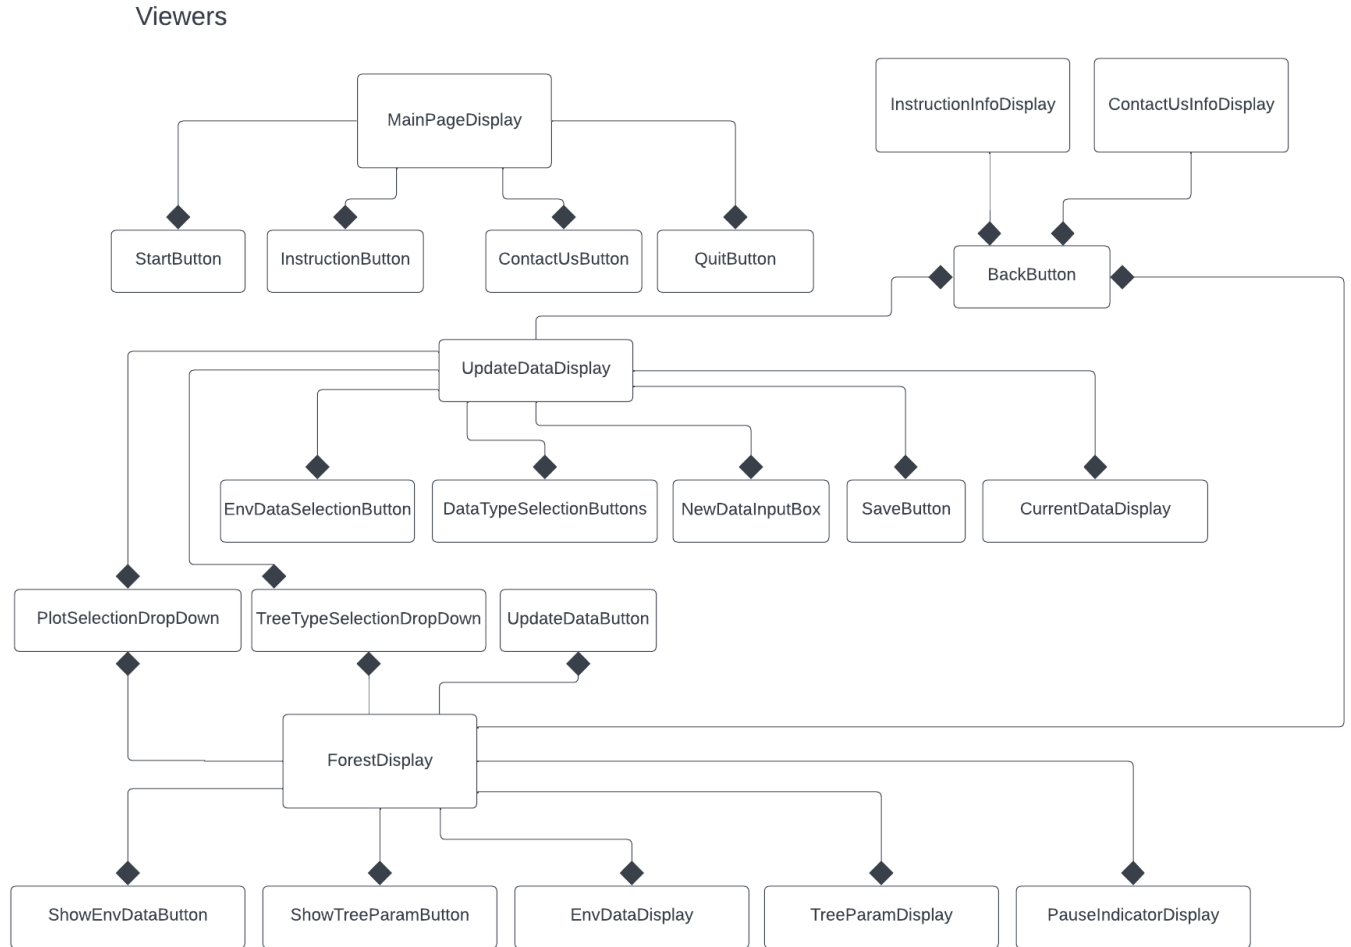 Viewers
MainPageDisplay
InstructionInfoDisplay
ContactUsInfoDisplay
StartButton
InstructionButton
ContactUsButton
QuitButton
BackButton
UpdateDataDisplay
EnvDataSelectionButton
DataTypeSelectionButtons
NewDataInputBox
SaveButton
CurrentDataDisplay
PlotSelectionDropDown
TreeTypeSelectionDropDown
UpdateDataButton
ForestDisplay
ShowEnvDataButton
ShowTreeParamButton
EnvDataDisplay
TreeParamDisplay
PauseIndicatorDisplay